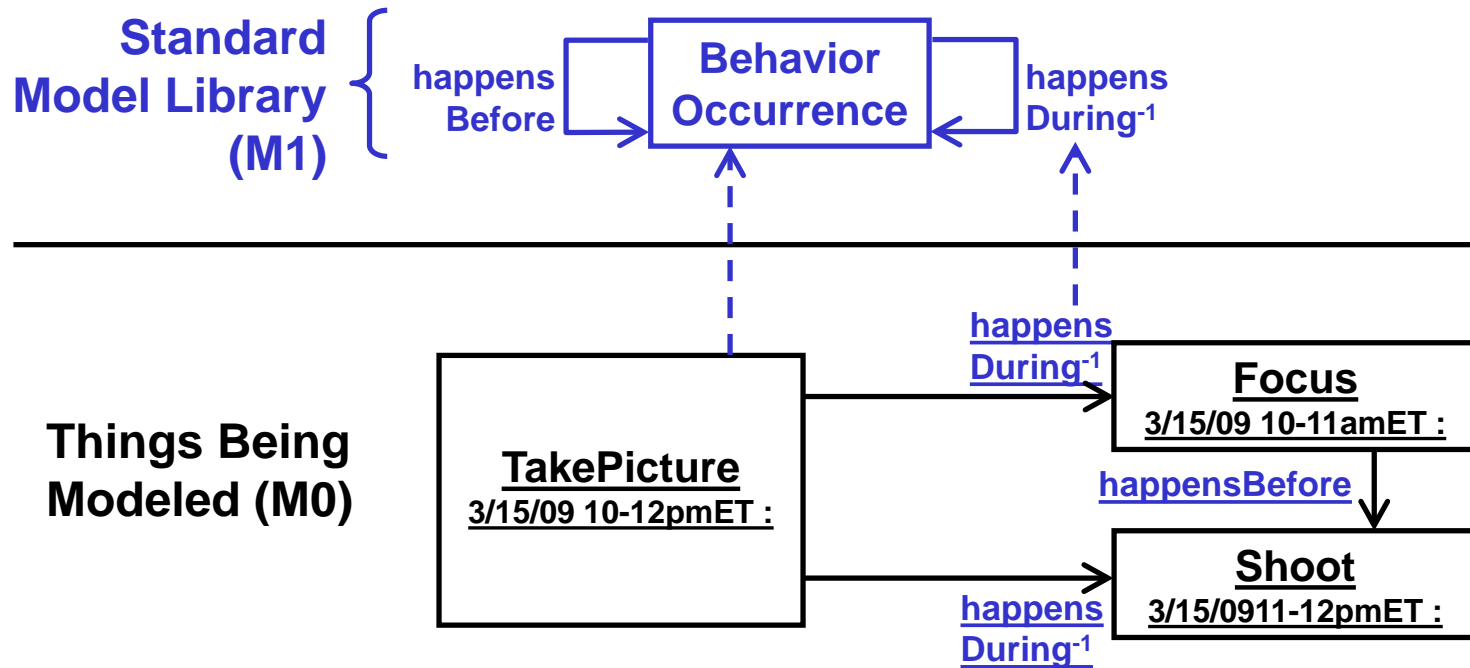 Standard
Model Library
(M1)
happens
Before
Behavior
Occurrence
happens
During-1
Things Being
Modeled (M0)
TakePicture
3/15/09 10-12pmET :
happens
During-1
Focus
3/15/09 10-11amET :
happensBefore
Shoot
3/15/0911-12pmET :
happens
During-1